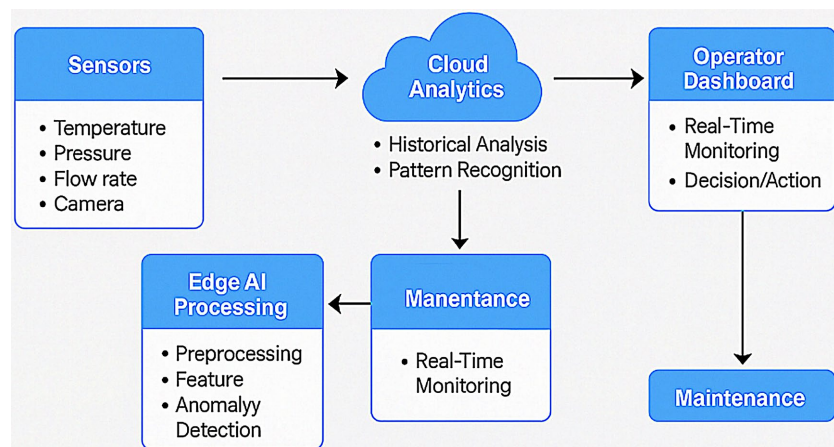 Sensors
• Temperature
• Pressure
• Flow rate
• Camera
Cloud
Analytics
• Historical Analysis
• Pattern Recognition
Operator
Dashboard
• Real-Time
Monitoring
• Decision/Action
Edge AI
Processing
• Preprocessing
• Feature
• Anomalyy
Detection
Manentance
• Real-Time
Monitoring
Maintenance